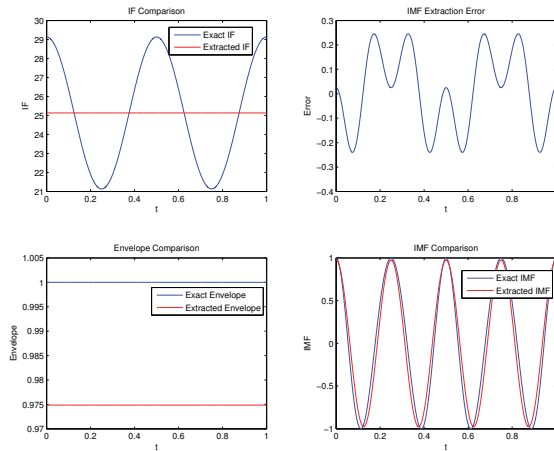 IF Comparison
30
29
28
27
26
25
24
23
22
21
IF
Exact IF
Extracted IF
0
0.2
0.4
0.6
0.8
1
t
IMF Extraction Error
0.3
0.2
0.1
0
−0.1
−0.2
−0.3
−0.4
Error
0
0.2
0.4
0.6
0.8
t
Envelope Comparison
1.005
1
0.995
0.99
0.985
0.98
0.975
0.97
Envelope
Exact Envelope
Extracted Envelope
0
0.2
0.4
0.6
0.8
1
t
IMF Comparison
1
0.5
0
−0.5
−1
IMF
Exact IMF
Extracted IMF
0
0.2
0.4
0.6
0.8
t